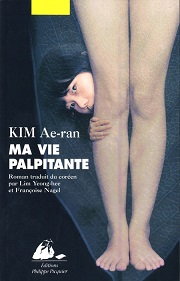 KIM Ae-ran
MA VIE
PALPITANTE
Roman traduit du coréen
par Lim Yeong-hee
et Françoise Nagel
Éditions
Philippe Picquier